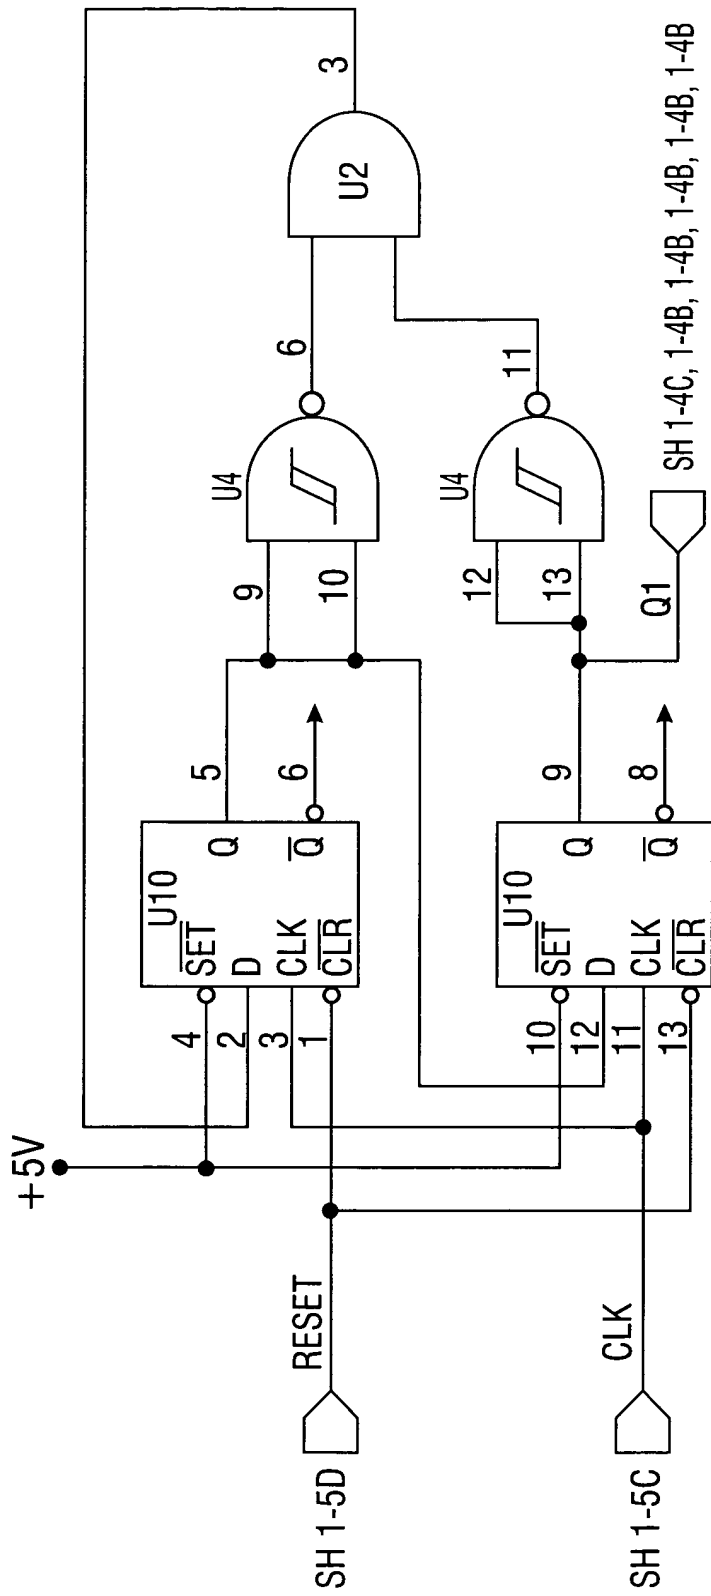 +5V
SH 1-5D
RESET
SH 1-5C
CLK
U10
4
SET
2
D
3
CLK
1
CLR
Q
5
Q
6
U10
10
SET
12
D
11
CLK
13
CLR
Q
9
Q
8
9
10
U4
6
12
13
U4
11
U2
3
Q1
SH 1-4C, 1-4B, 1-4B, 1-4B, 1-4B, 1-4B